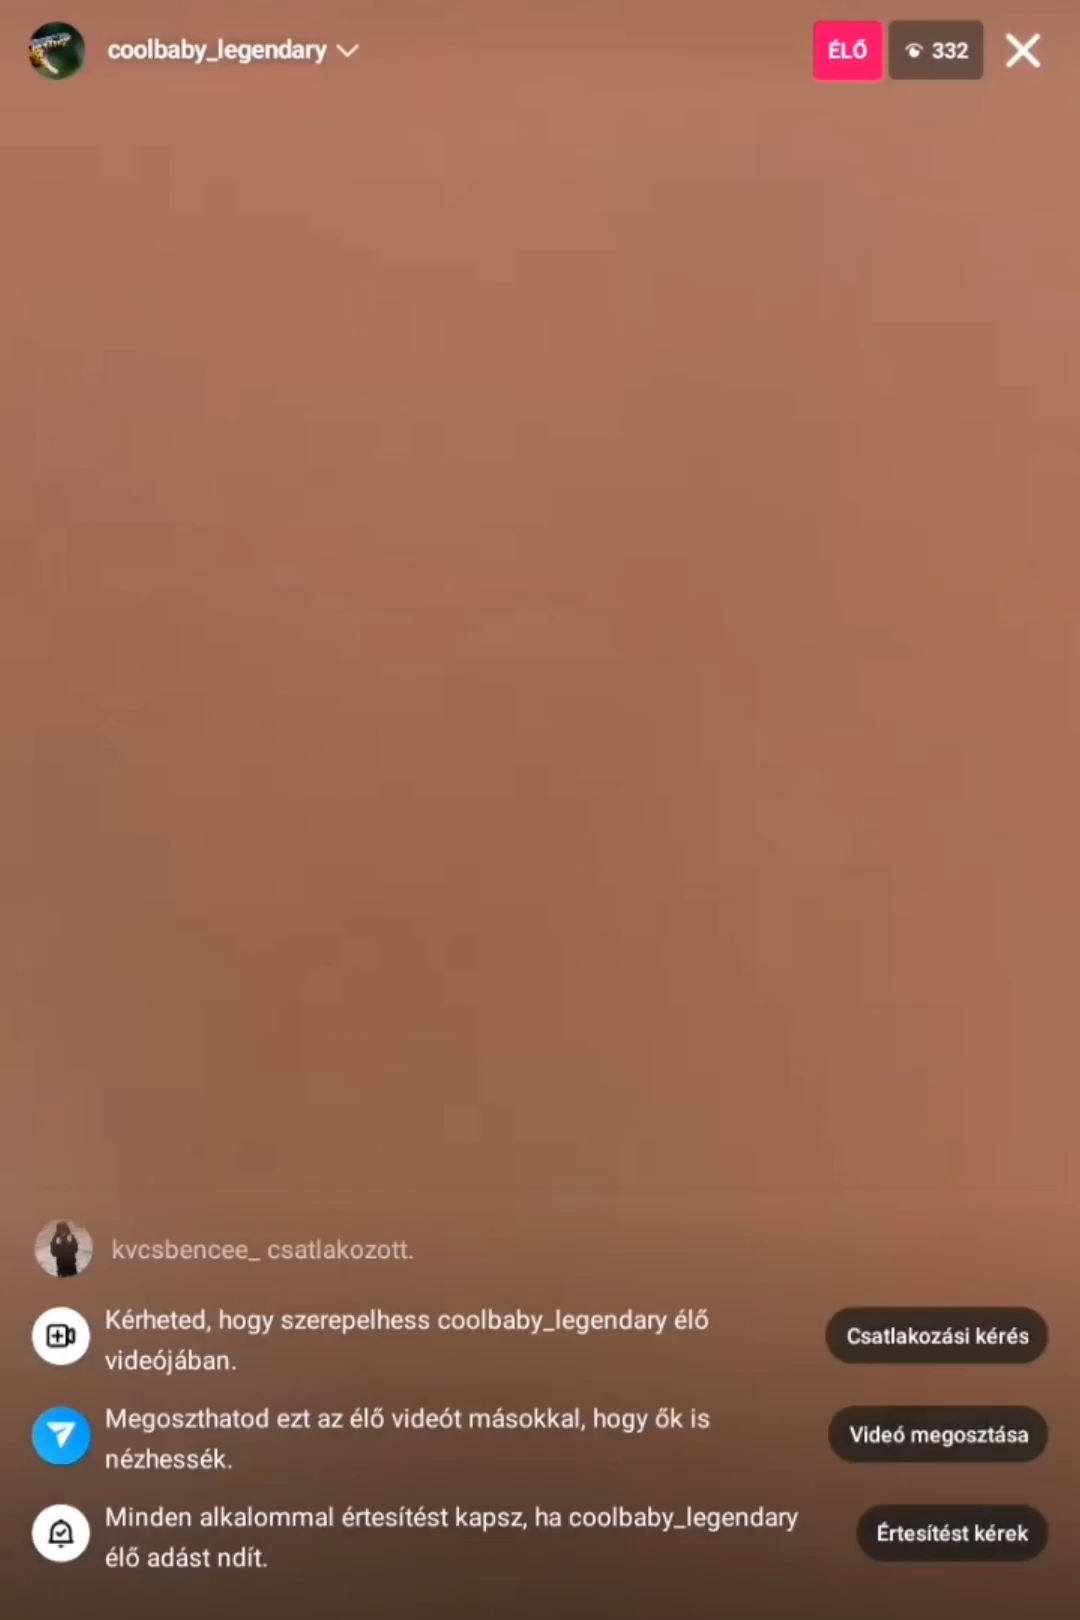 coolbaby_legendary
ÉLŐ
332
kvcsbencee_ csatlakozott.
Kérheted, hogy szerepelhess coolbaby_legendary élő
videójában.
Csatlakozási kérés
Megoszthatod ezt az élő videót másokkal, hogy ők is
nézhessék.
Videó megosztása
Minden alkalommal értesítést kapsz, ha coolbaby_legendary
élő adást ndít.
Értesítést kérek